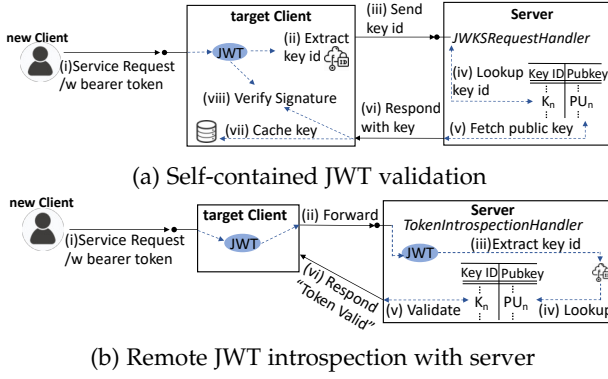 new Client
(i)Service Request
/w bearer token
target Client
JWT
(ii) Extract
key id
(viii) Verify Signature
(vii) Cache key
(iii) Send
key id
(vi) Respond
with key
Server
JWKSRequestHandler
(iv) Lookup
key id
Key ID Pubkey
Kn PUn
(v) Fetch public key
(a) Self-contained JWT validation
new Client
(i)Service Request
/w bearer token
target Client
JWT
(ii) Forward
(vi) Respond
"Token Valid"
Server
TokenIntrospectionHandler
JWT
(iii)Extract key id
Key ID Pubkey
Kn PUn
(v) Validate
(iv) Lookup
(b) Remote JWT introspection with server